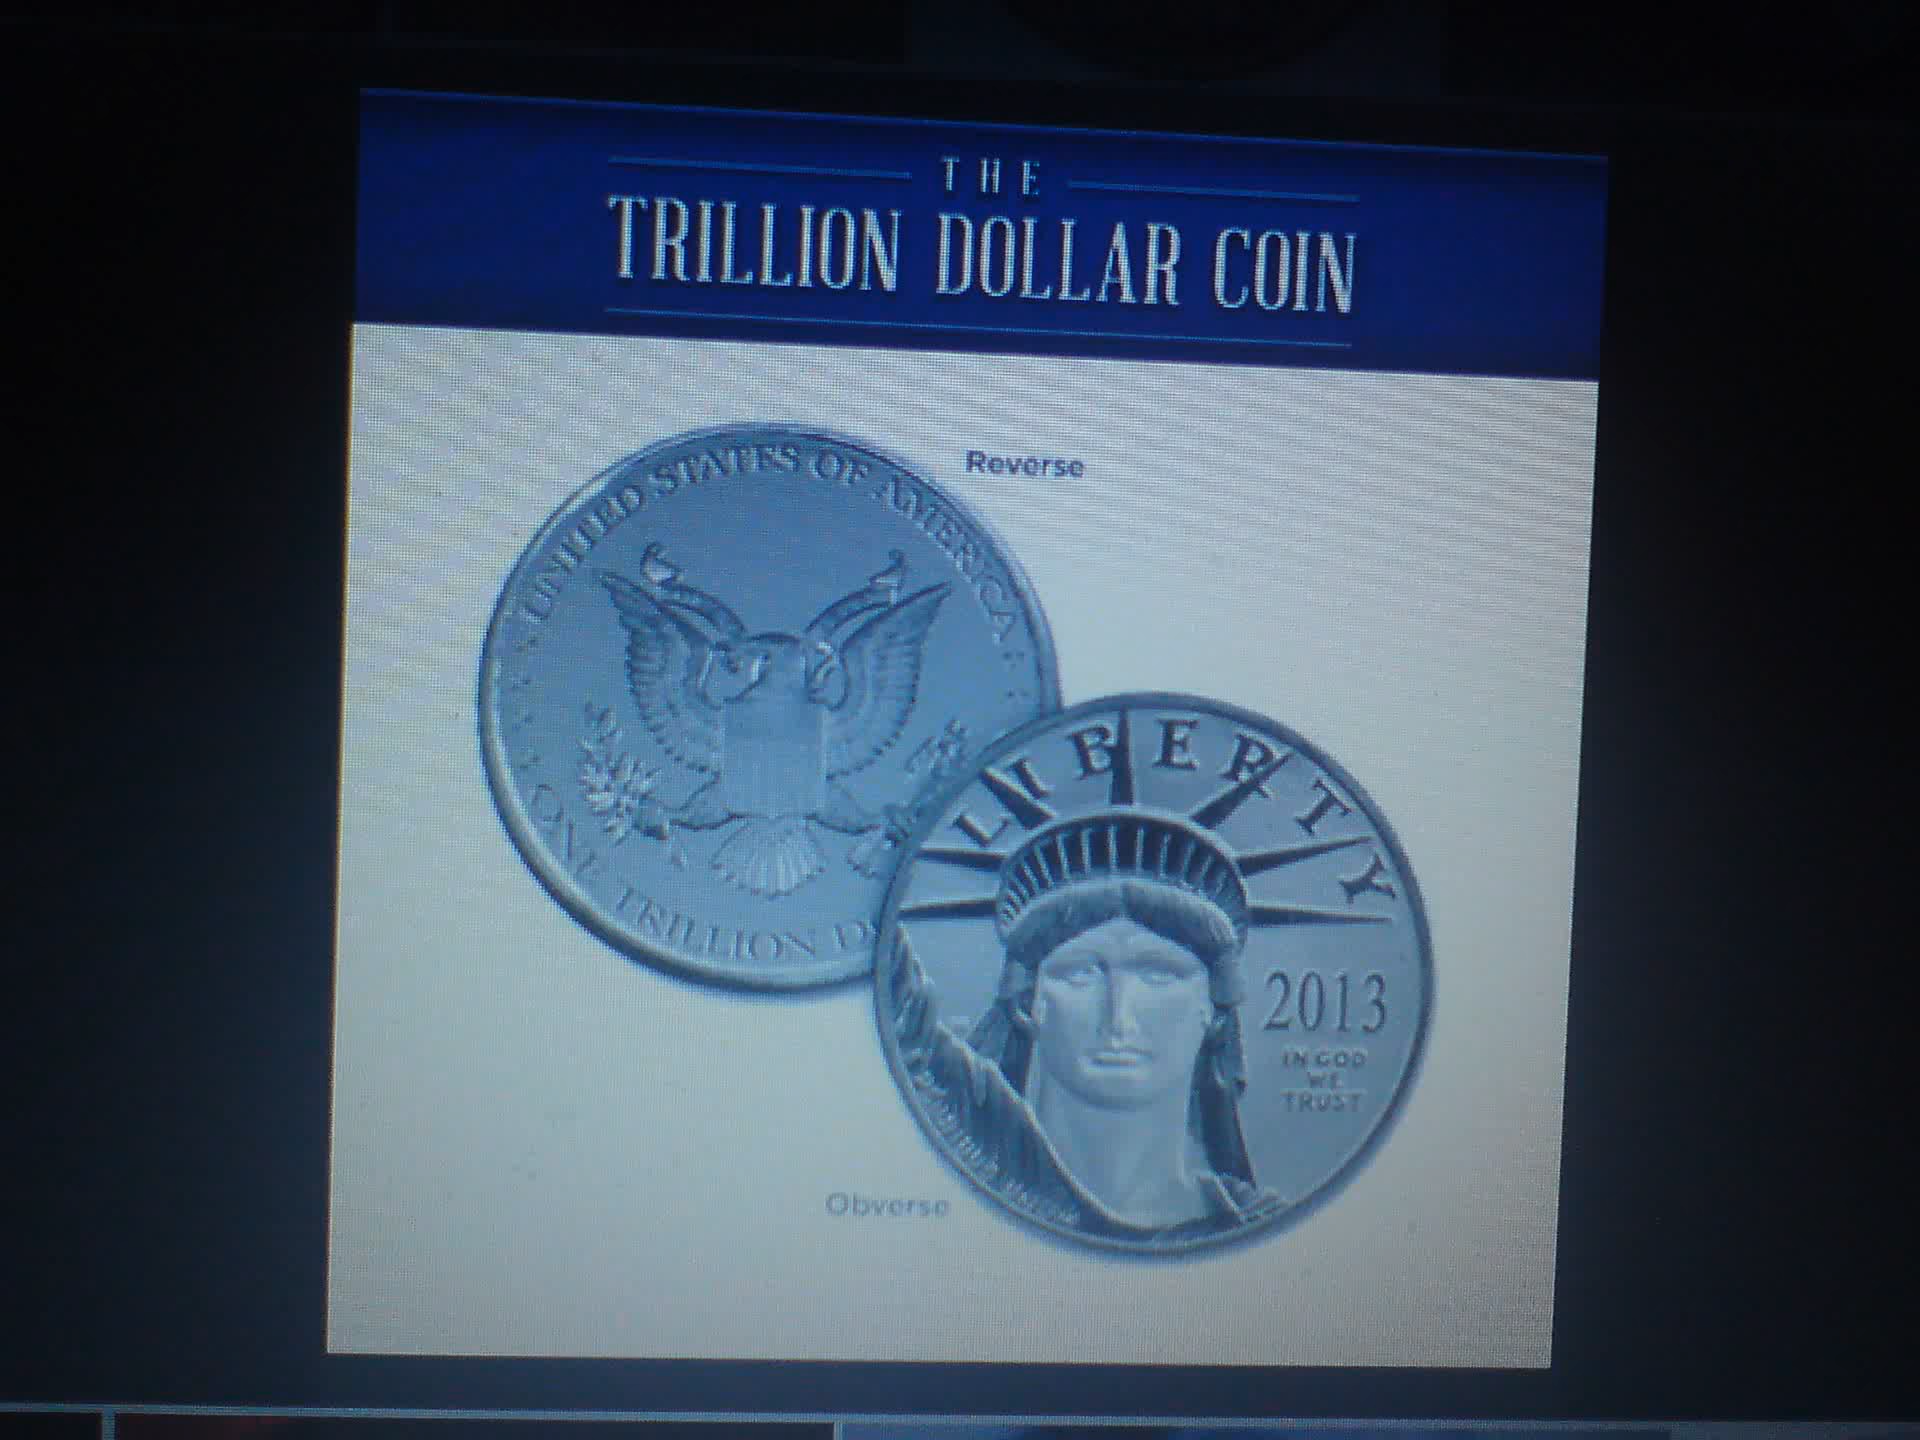 THE
TRILLION DOLLAR COIN
Reverse
UNITED STATES OF AMERICA
ONE TRILLION
LIBERTY
2013
IN GOD
WE
TRUST
Obverse